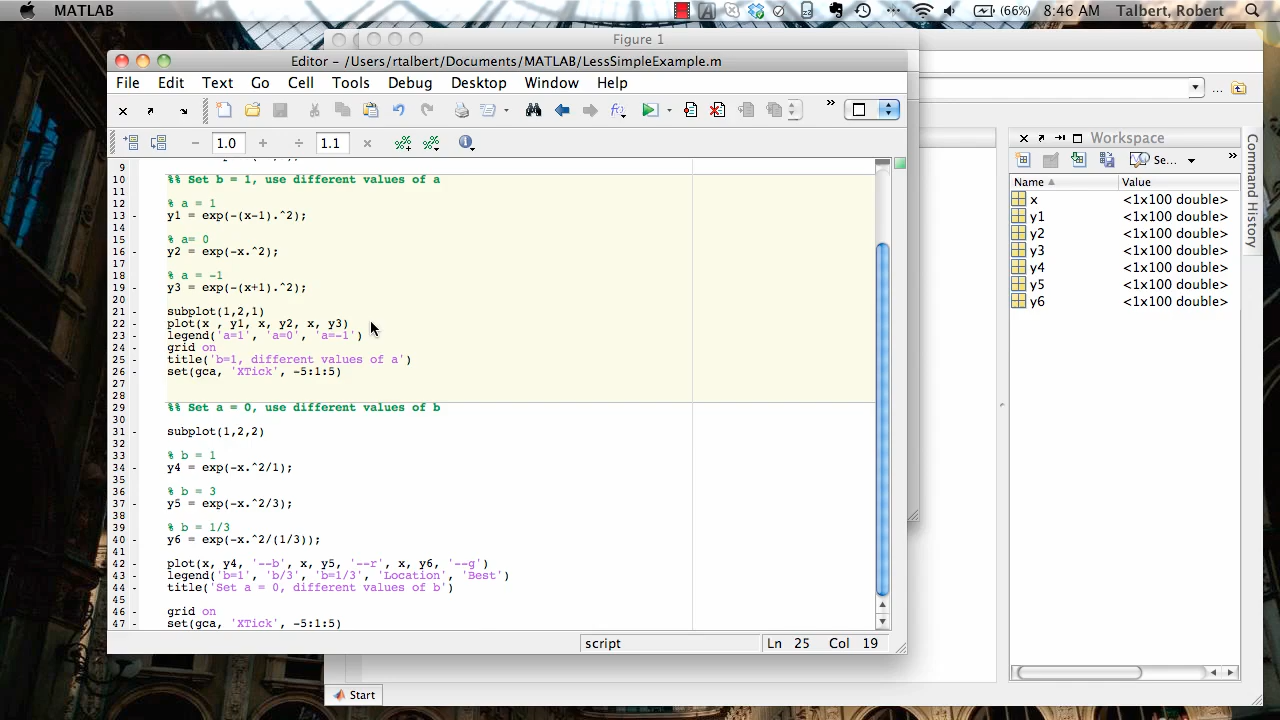 MATLAB (66%) 8:46 AM Talbert, Robert
Figure 1
Editor - /Users/rtalbert/Documents/MATLAB/LessSimpleExample.m
File Edit Text Go Cell Tools Debug Desktop Window Help
1.0 1.1
Workspace
Se...
Name Value
x <1x100 double>
y1 <1x100 double>
y2 <1x100 double>
y3 <1x100 double>
y4 <1x100 double>
y5 <1x100 double>
y6 <1x100 double>
Command History
9
10 %% Set b = 1, use different values of a
11
12 % a = 1
13 - y1 = exp(-(x-1).^2);
14
15 % a= 0
16 - y2 = exp(-x.^2);
17
18 % a = -1
19 - y3 = exp(-(x+1).^2);
20
21 - subplot(1,2,1)
22 - plot(x , y1, x, y2, x, y3)
23 - legend('a=1', 'a=0', 'a=-1')
24 - grid on
25 - title('b=1, different values of a')
26 - set(gca, 'XTick', -5:1:5)
27
28
29 %% Set a = 0, use different values of b
30
31 - subplot(1,2,2)
32
33 % b = 1
34 - y4 = exp(-x.^2/1);
35
36 % b = 3
37 - y5 = exp(-x.^2/3);
38
39 % b = 1/3
40 - y6 = exp(-x.^2/(1/3));
41
42 - plot(x, y4, '--b', x, y5, '--r', x, y6, '--g')
43 - legend('b=1', 'b/3', 'b=1/3', 'Location', 'Best')
44 - title('Set a = 0, different values of b')
45
46 - grid on
47 - set(gca, 'XTick', -5:1:5)
script Ln 25 Col 19
Start